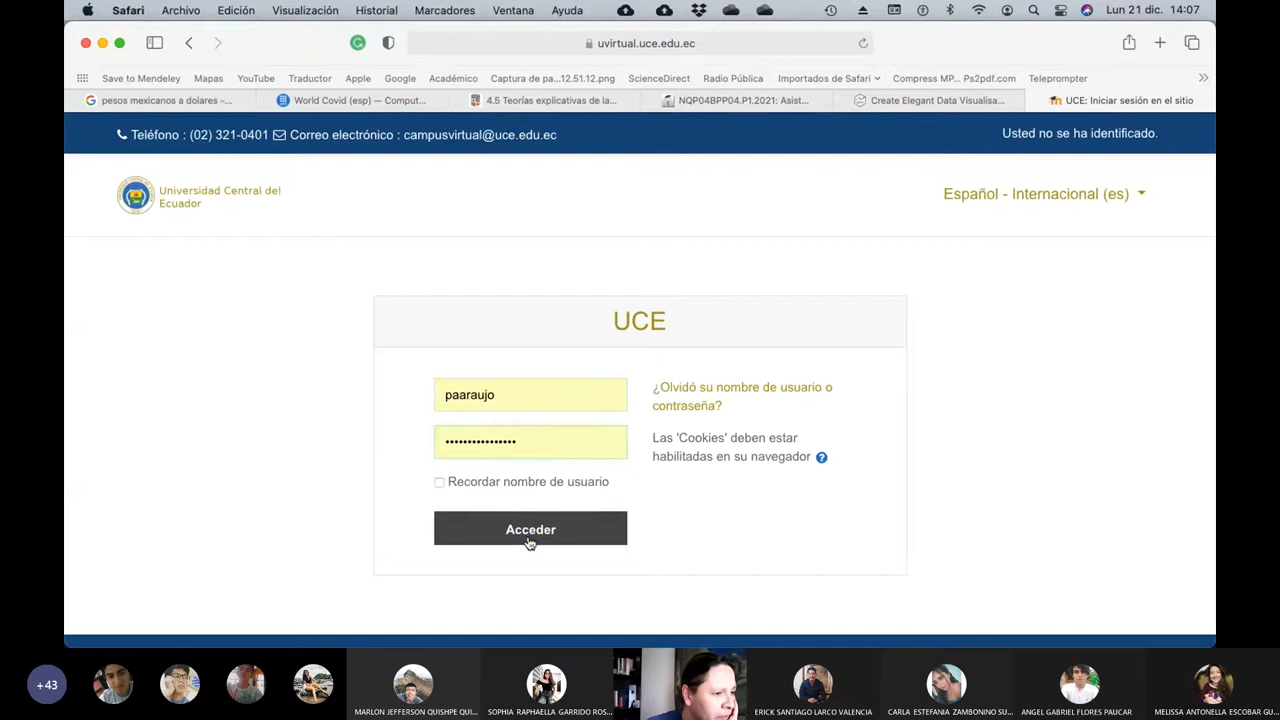 Safari Archivo Edición Visualización Historial Marcadores Ventana Ayuda Lun 21 dic. 14:07
uvirtual.uce.edu.ec
Save to Mendeley Mapas YouTube Traductor Apple Google Académico Captura de pa...12.51.12.png ScienceDirect Radio Pública Importados de Safari Compress MP... Ps2pdf.com Teleprompter
pesos mexicanos a dolares -... World Covid (esp) — Comput... 4.5 Teorías explicativas de la... NQP04BPP04.P1.2021: Asist... Create Elegant Data Visualisa... UCE: Iniciar sesión en el sitio
Teléfono : (02) 321-0401 Correo electrónico : campusvirtual@uce.edu.ec Usted no se ha identificado.
Universidad Central del
Ecuador
Español - Internacional (es)
UCE
paaraujo
¿Olvidó su nombre de usuario o
contraseña?
••••••••••••••••
Las 'Cookies' deben estar
habilitadas en su navegador ?
Recordar nombre de usuario
Acceder
+43
MARLON JEFFERSON QUISHPE QUI... SOPHIA RAPHAELLA GARRIDO ROS... ERICK SANTIAGO LARCO VALENCIA CARLA ESTEFANIA ZAMBONINO SU... ANGEL GABRIEL FLORES PAUCAR MELISSA ANTONELLA ESCOBAR GU...